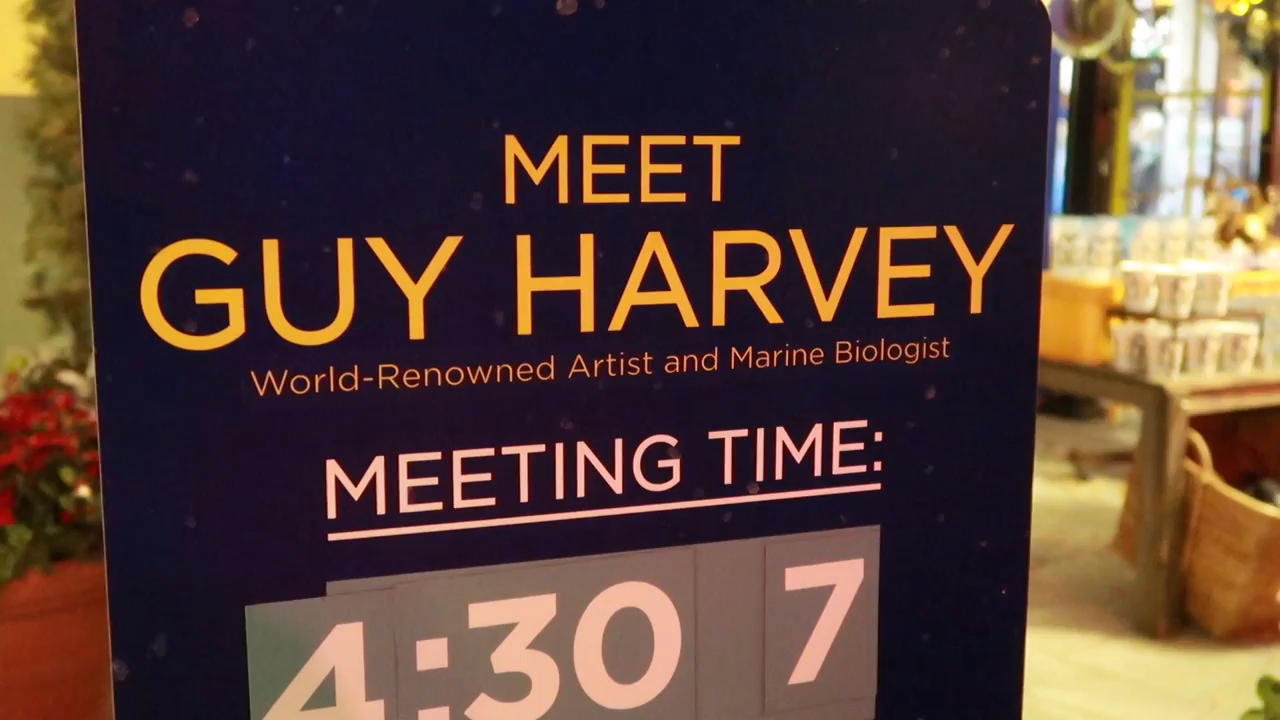 MEET
GUY HARVEY
World-Renowned Artist and Marine Biologist
MEETING TIME:
4:30 7